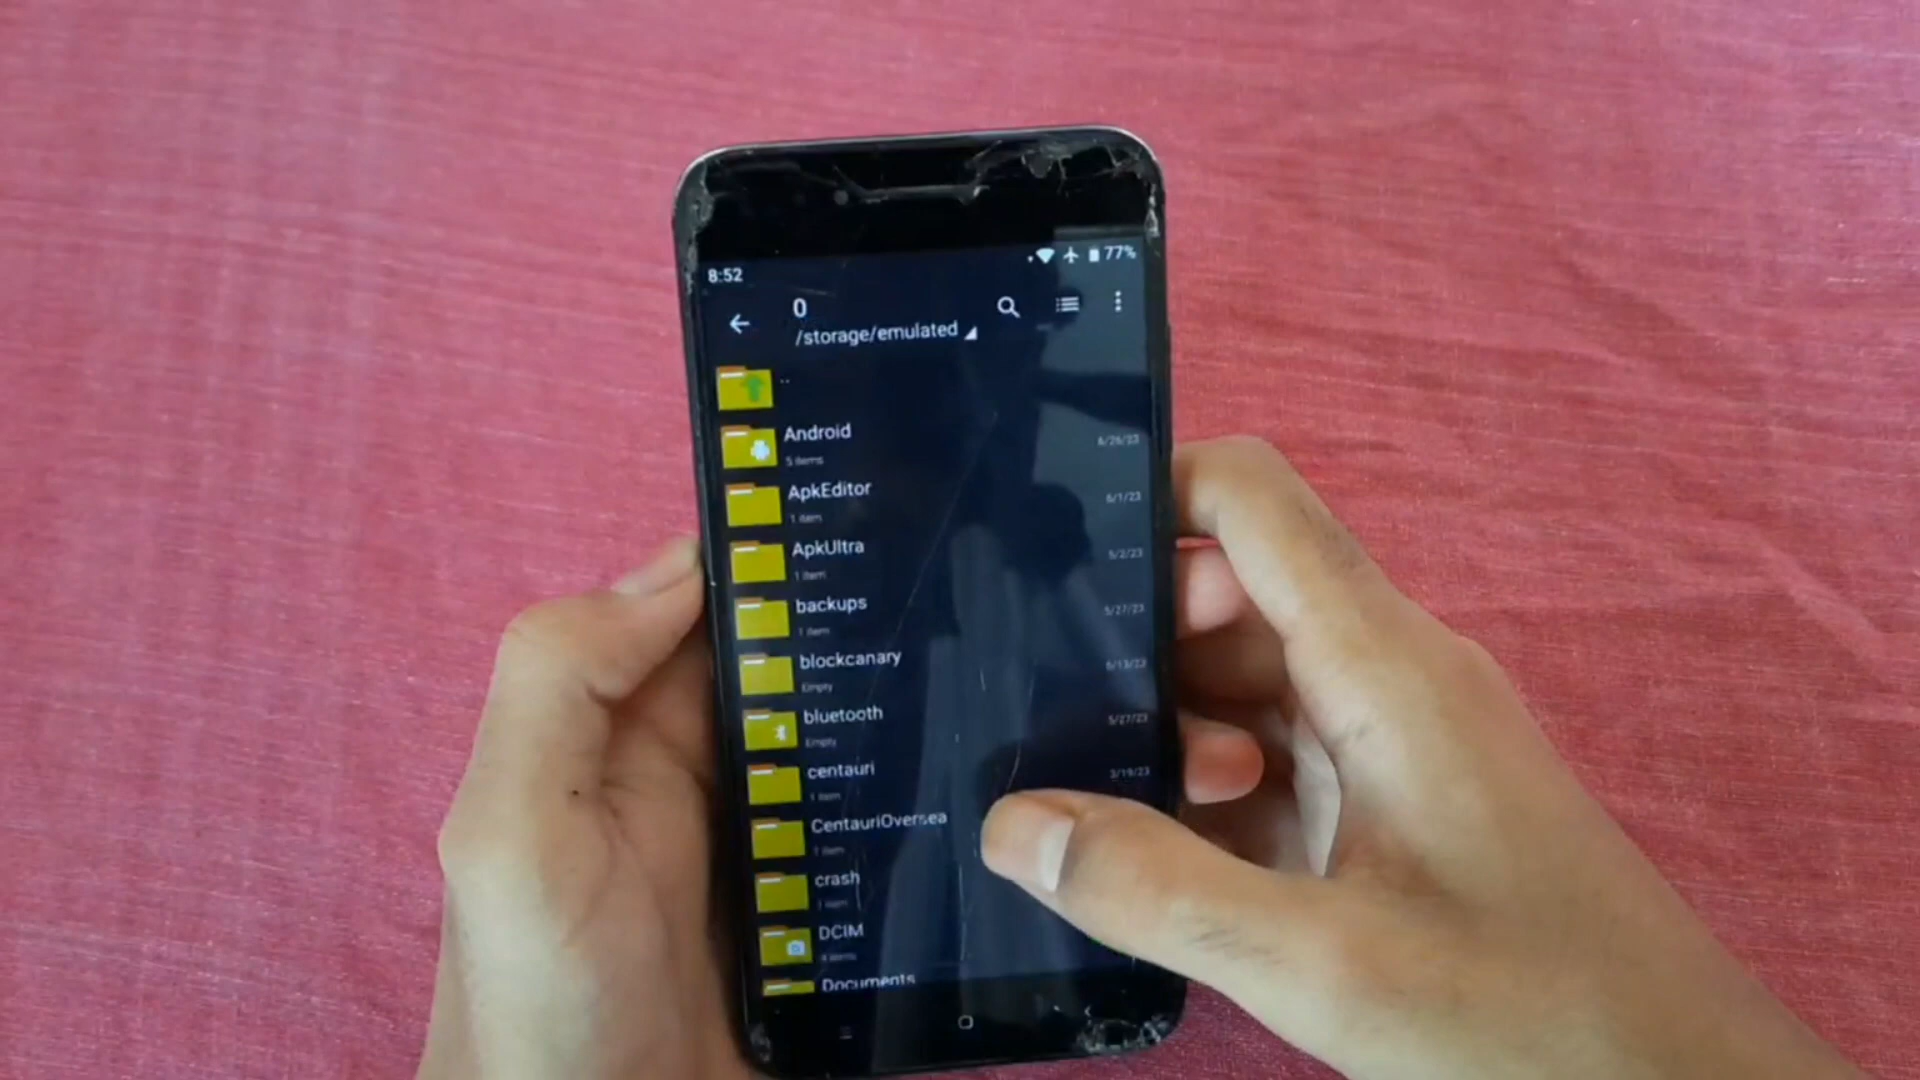 8:52
77%
0
/storage/emulated
..
Android
5 items
6/26/23
ApkEditor
1 item
6/1/23
ApkUltra
1 item
5/2/23
backups
1 item
5/27/23
blockcanary
Empty
6/13/23
bluetooth
Empty
5/27/23
centauri
1 item
3/19/23
CentauriOversea
1 item
crash
1 item
DCIM
4 items
Documents